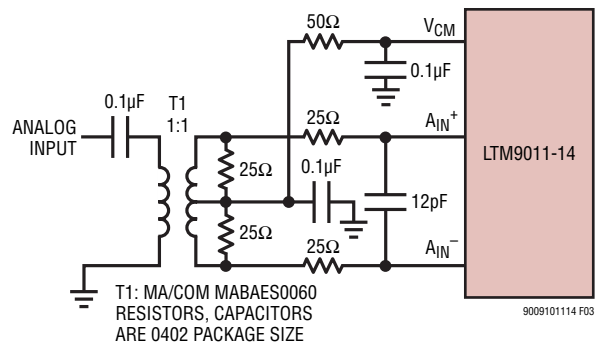 50Ω
VCM
0.1µF
0.1µF
T1
1:1
ANALOG
INPUT
25Ω
AIN+
LTM9011-14
25Ω
0.1µF
12pF
25Ω
25Ω
AIN–
T1: MA/COM MABAES0060
RESISTORS, CAPACITORS
ARE 0402 PACKAGE SIZE
9009101114 F03